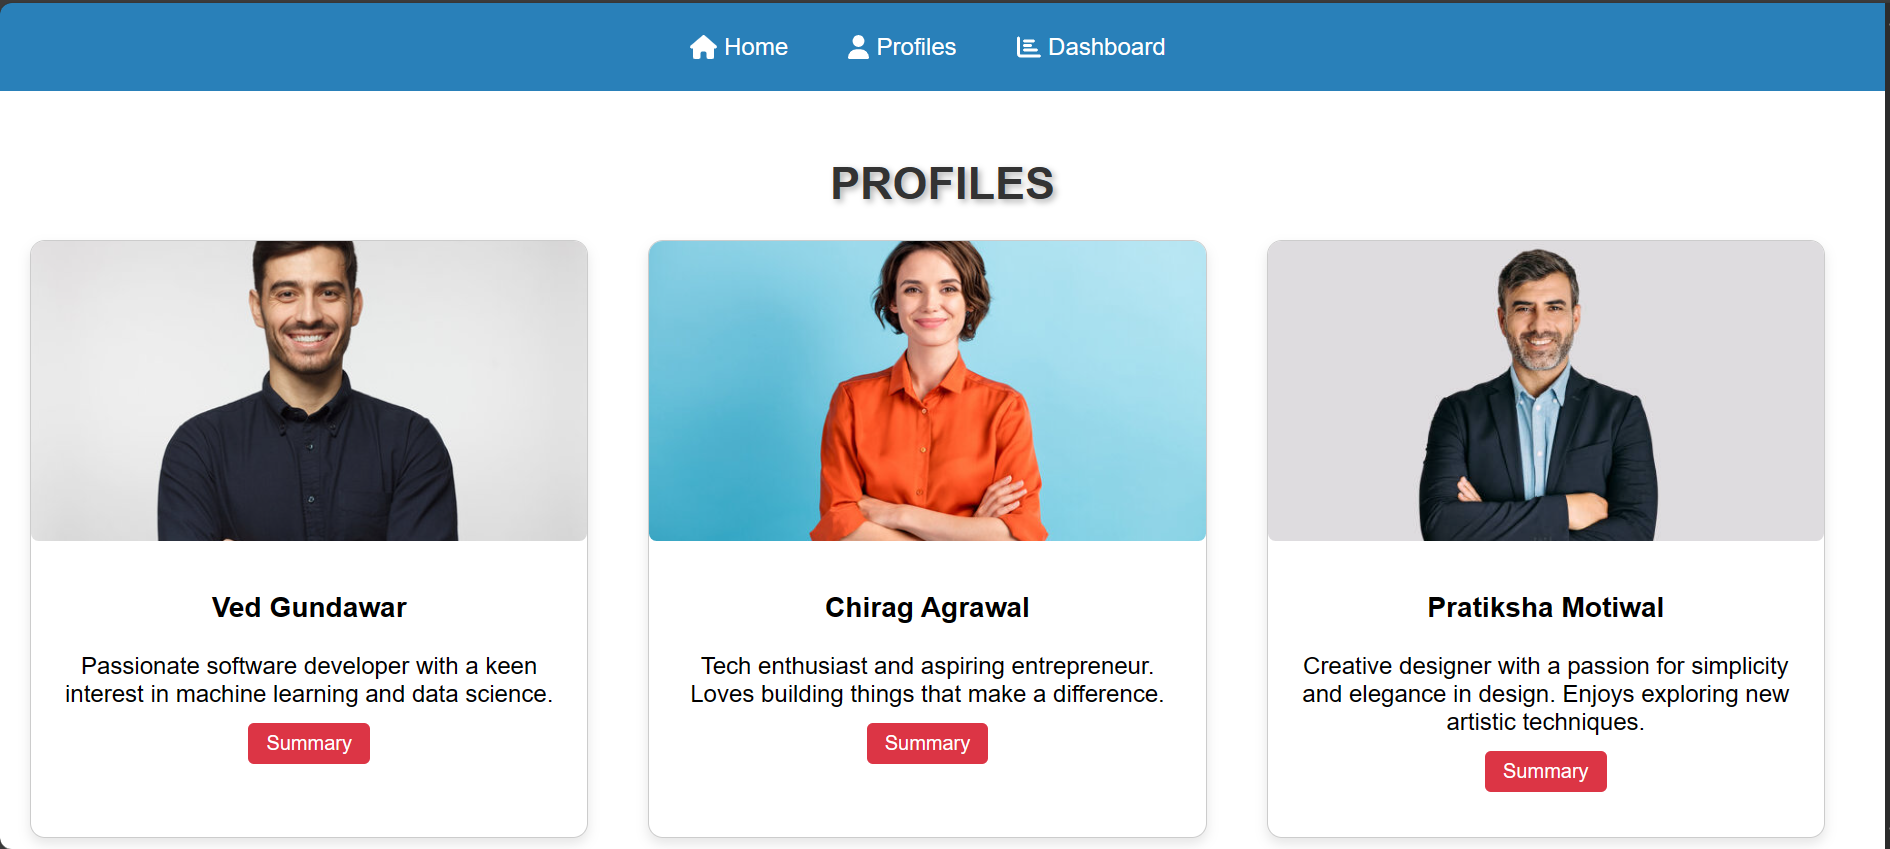 Home Profiles Dashboard
PROFILES
Ved Gundawar
Passionate software developer with a keen
interest in machine learning and data science.
Summary
Chirag Agrawal
Tech enthusiast and aspiring entrepreneur.
Loves building things that make a difference.
Summary
Pratiksha Motiwal
Creative designer with a passion for simplicity
and elegance in design. Enjoys exploring new
artistic techniques.
Summary